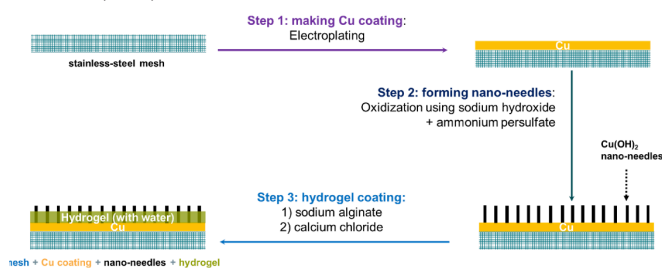 Step 1: making Cu coating:
Electroplating
Cu
stainless-steel mesh
Step 2: forming nano-needles:
Oxidization using sodium hydroxide
+ ammonium persulfate
Cu(OH)2
nano-needles
Step 3: hydrogel coating:
1) sodium alginate
2) calcium chloride
Hydrogel (with water)
Cu
Cu
mesh + Cu coating + nano-needles + hydrogel